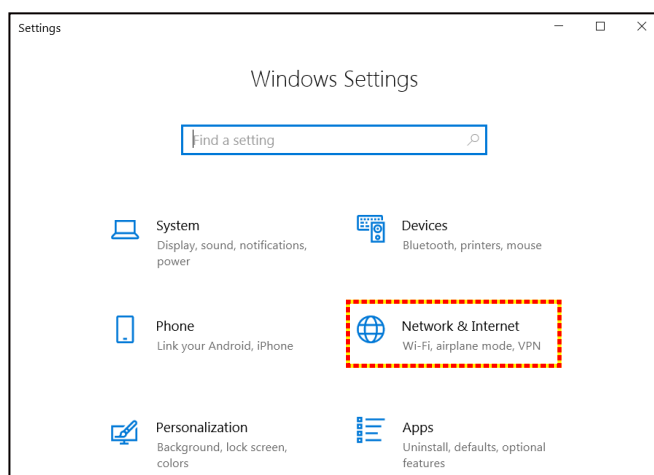 Settings
Windows Settings
Find a setting
System
Display, sound, notifications,
power
Devices
Bluetooth, printers, mouse
Phone
Link your Android, iPhone
Network & Internet
Wi-Fi, airplane mode, VPN
Personalization
Background, lock screen,
colors
Apps
Uninstall, defaults, optional
features